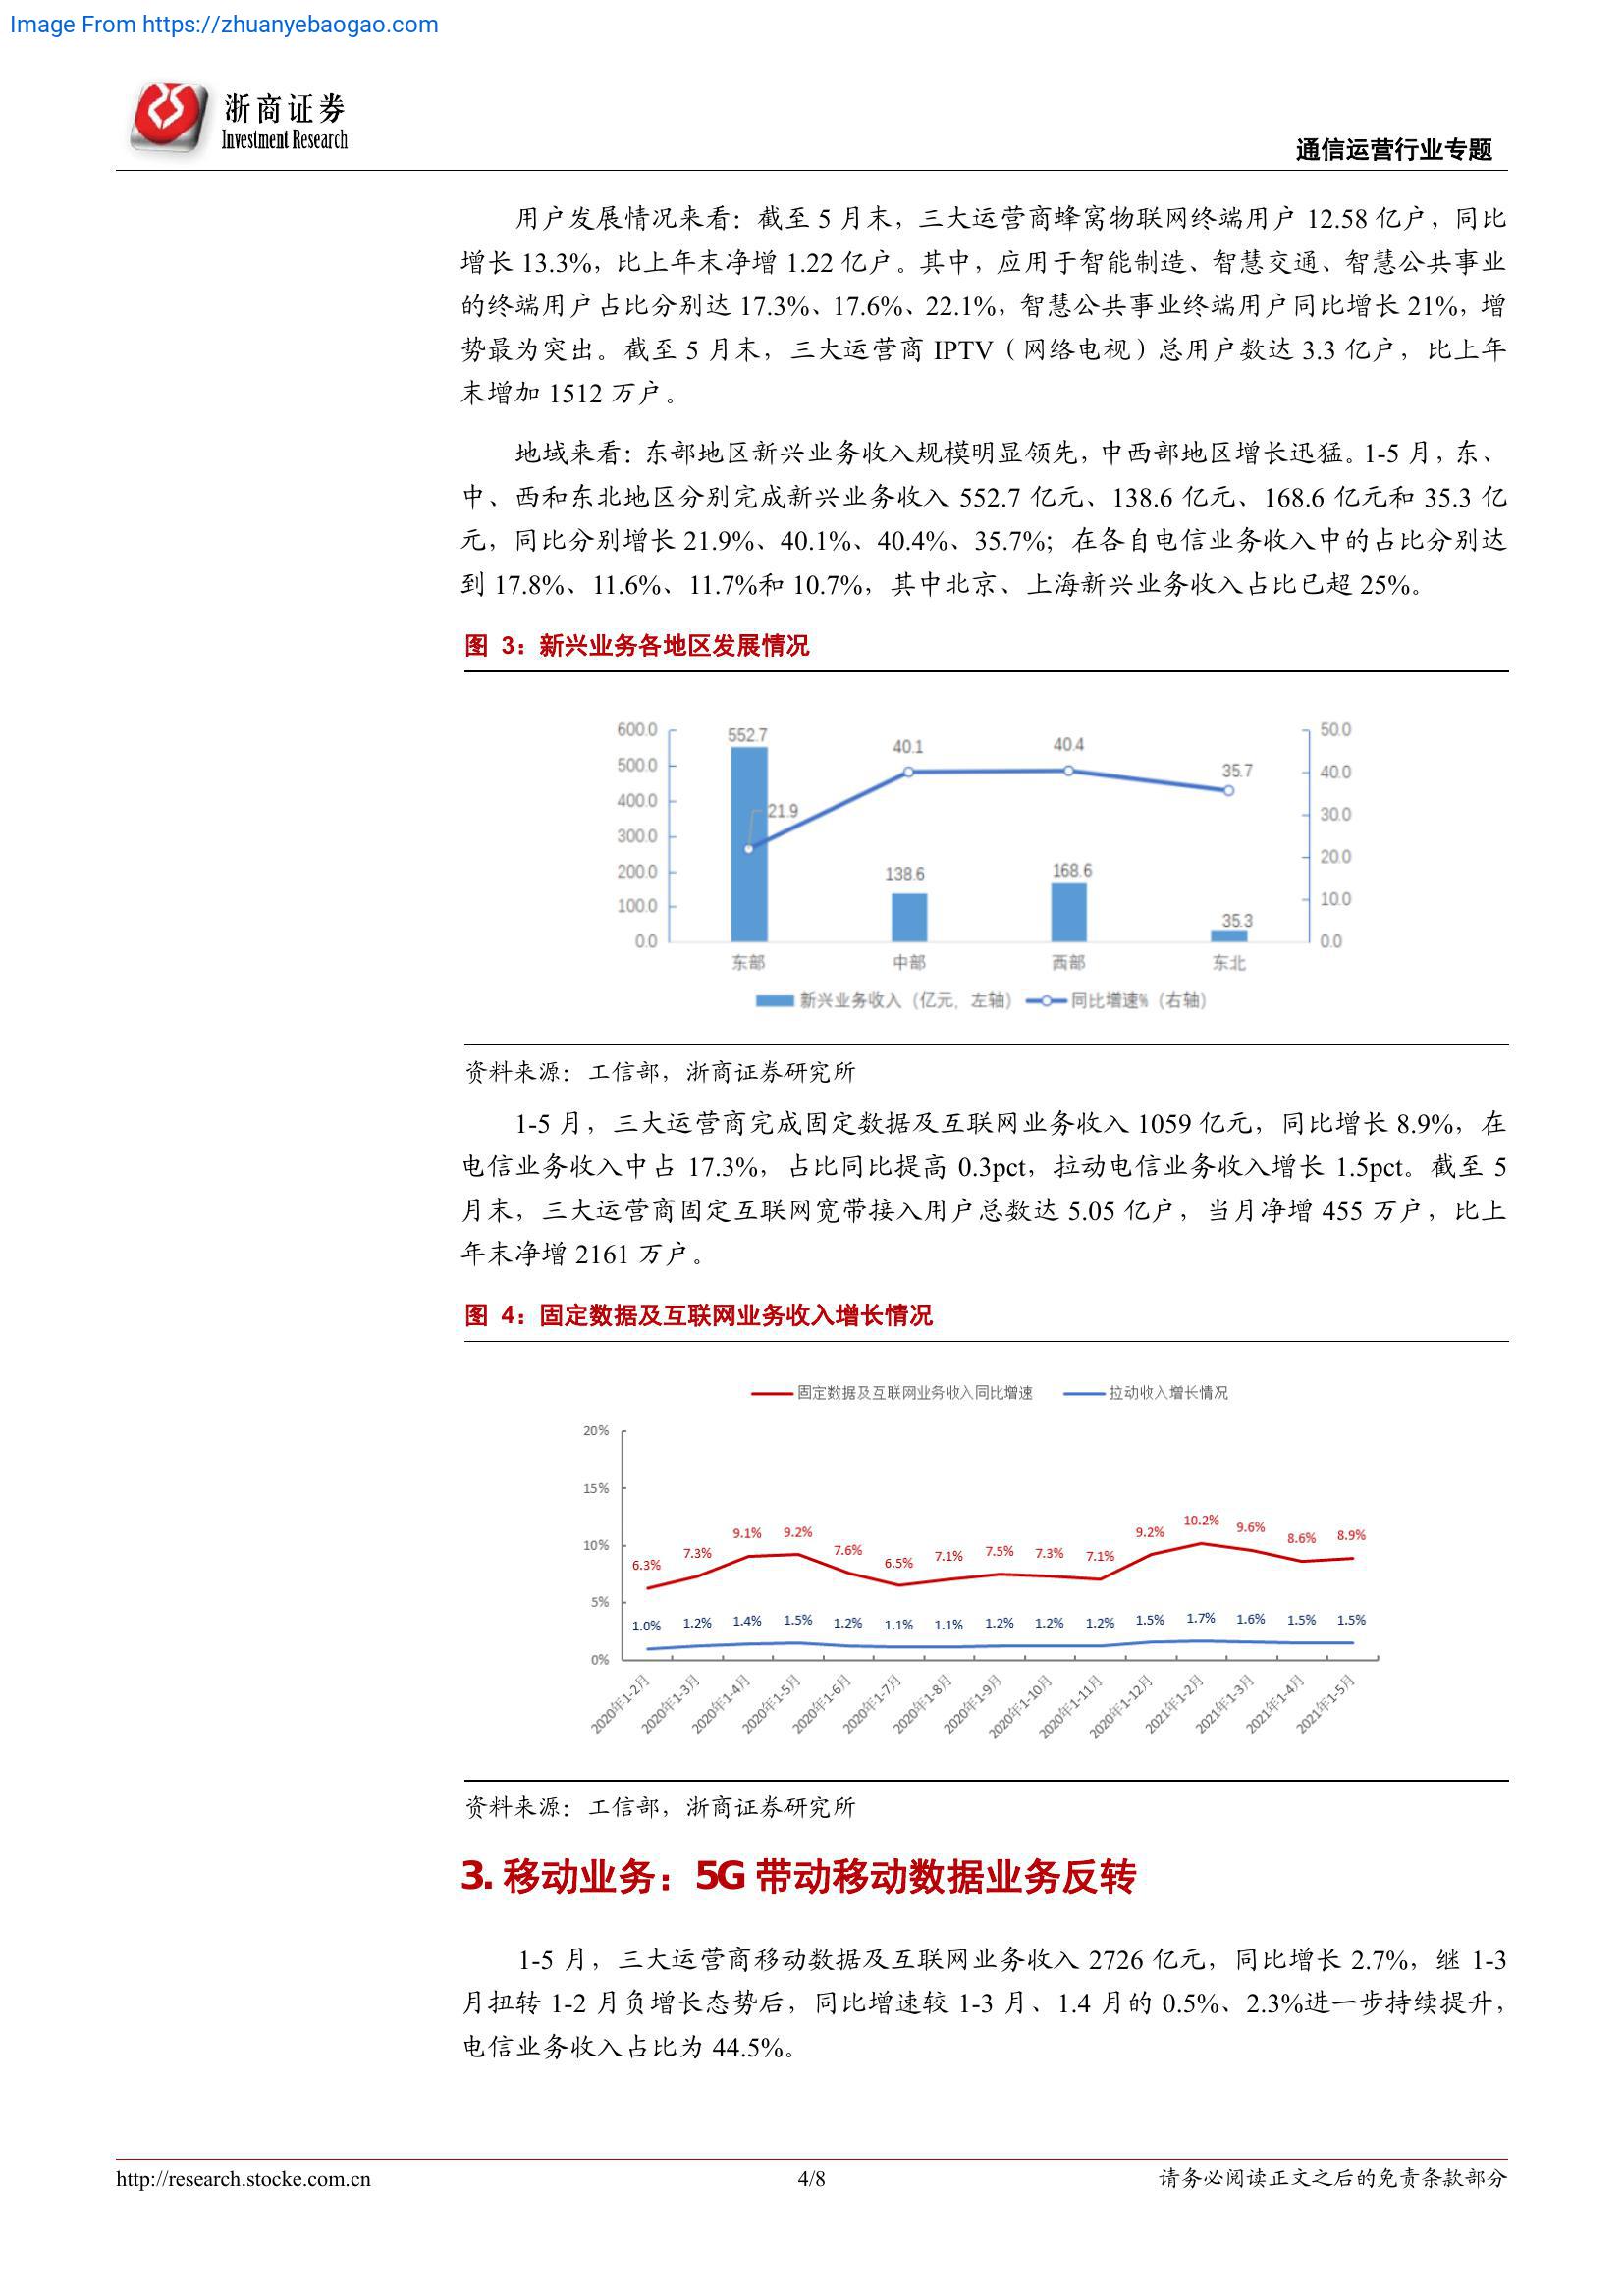 Image From https://zhuanyebaogao.com
浙商证券
Investment Research
通信运营行业专题
用户发展情况来看：截至 5 月末，三大运营商蜂窝物联网终端用户 12.58 亿户，同比
增长 13.3%，比上年末净增 1.22 亿户。其中，应用于智能制造、智慧交通、智慧公共事业
的终端用户占比分别达 17.3%、17.6%、22.1%，智慧公共事业终端用户同比增长 21%，增
势最为突出。截至 5 月末，三大运营商 IPTV（网络电视）总用户数达 3.3 亿户，比上年
末增加 1512 万户。
地域来看：东部地区新兴业务收入规模明显领先，中西部地区增长迅猛。1-5 月，东、
中、西和东北地区分别完成新兴业务收入 552.7 亿元、138.6 亿元、168.6 亿元和 35.3 亿
元，同比分别增长 21.9%、40.1%、40.4%、35.7%；在各自电信业务收入中的占比分别达
到 17.8%、11.6%、11.7%和 10.7%，其中北京、上海新兴业务收入占比已超 25%。
图 3：新兴业务各地区发展情况
600.0 552.7 40.1 40.4 50.0
500.0 35.7 40.0
400.0 21.9 30.0
300.0
200.0 138.6 168.6 20.0
100.0 35.3 10.0
0.0 0.0
东部 中部 西部 东北
新兴业务收入（亿元，左轴） 同比增速%（右轴）
资料来源：工信部，浙商证券研究所
1-5 月，三大运营商完成固定数据及互联网业务收入 1059 亿元，同比增长 8.9%，在
电信业务收入中占 17.3%，占比同比提高 0.3pct，拉动电信业务收入增长 1.5pct。截至 5
月末，三大运营商固定互联网宽带接入用户总数达 5.05 亿户，当月净增 455 万户，比上
年末净增 2161 万户。
图 4：固定数据及互联网业务收入增长情况
固定数据及互联网业务收入同比增速 拉动收入增长情况
20%
15%
10%
5%
0%
6.3% 7.3% 9.1% 9.2% 7.6% 6.5% 7.1% 7.5% 7.3% 7.1% 9.2% 10.2% 9.6% 8.6% 8.9%
1.0% 1.2% 1.4% 1.5% 1.2% 1.1% 1.1% 1.2% 1.2% 1.2% 1.5% 1.7% 1.6% 1.5% 1.5%
2020年1-2月 2020年1-3月 2020年1-4月 2020年1-5月 2020年1-6月 2020年1-7月 2020年1-8月 2020年1-9月 2020年1-10月 2020年1-11月 2020年1-12月 2021年1-2月 2021年1-3月 2021年1-4月 2021年1-5月
资料来源：工信部，浙商证券研究所
3. 移动业务：5G 带动移动数据业务反转
1-5 月，三大运营商移动数据及互联网业务收入 2726 亿元，同比增长 2.7%，继 1-3
月扭转 1-2 月负增长态势后，同比增速较 1-3 月、1.4 月的 0.5%、2.3%进一步持续提升，
电信业务收入占比为 44.5%。
http://research.stocke.com.cn 4/8 请务必阅读正文之后的免责条款部分